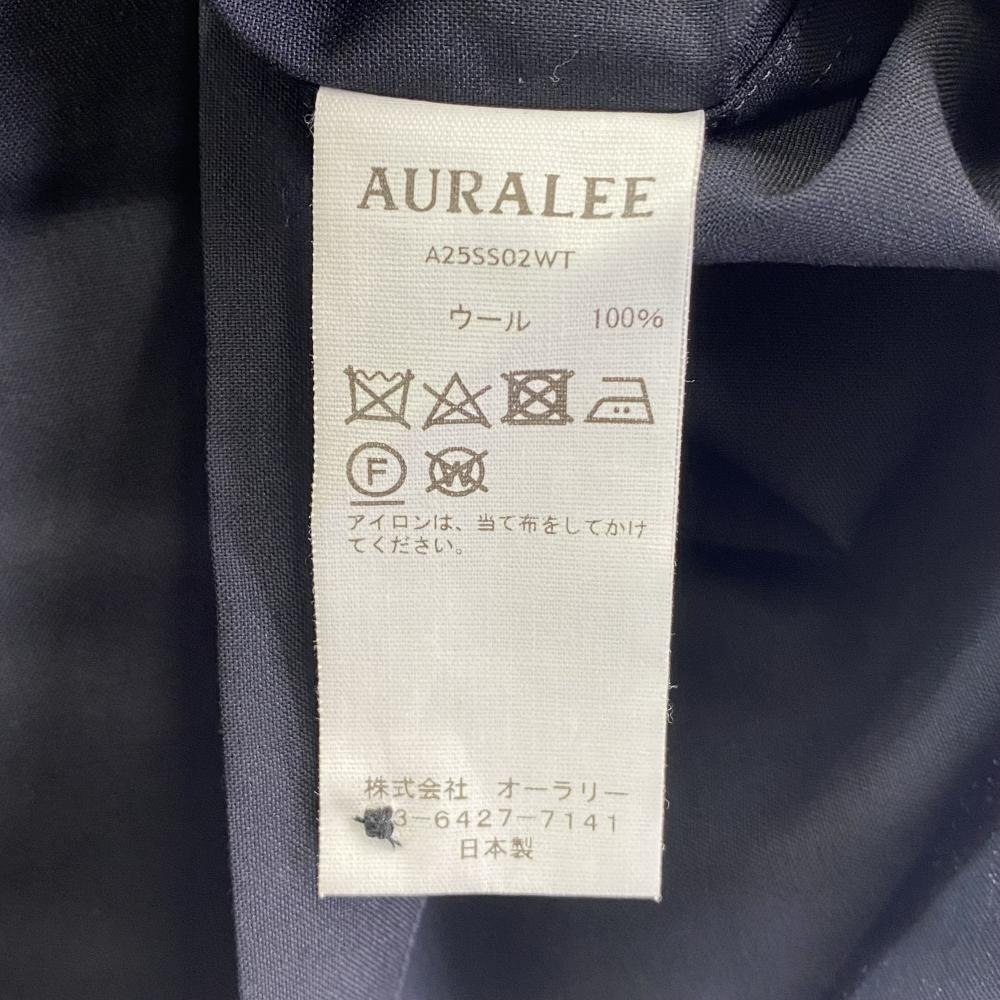 AURALEE
A25SS02WT
ウール 100%
F W
アイロンは、当て布をしてかけ
てください。
株式会社 オーラリー
3-6427-7141
日本製